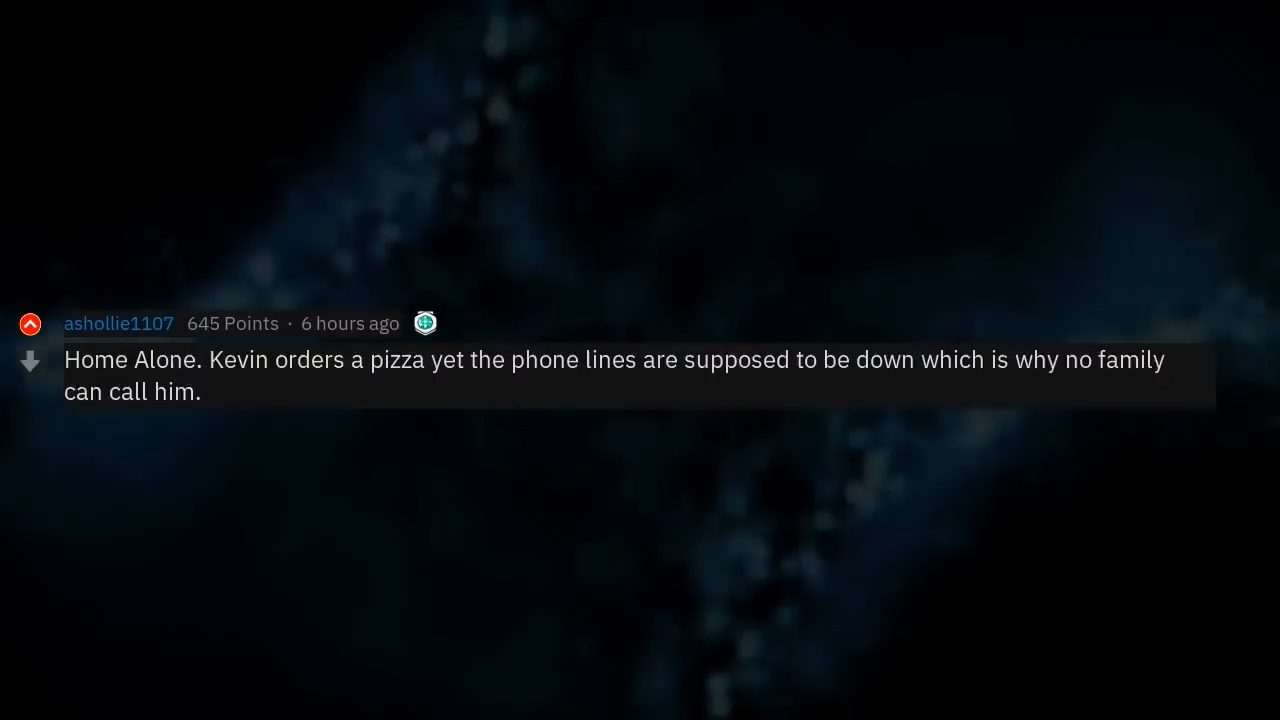 ashollie1107 645 Points · 6 hours ago
Home Alone. Kevin orders a pizza yet the phone lines are supposed to be down which is why no family
can call him.